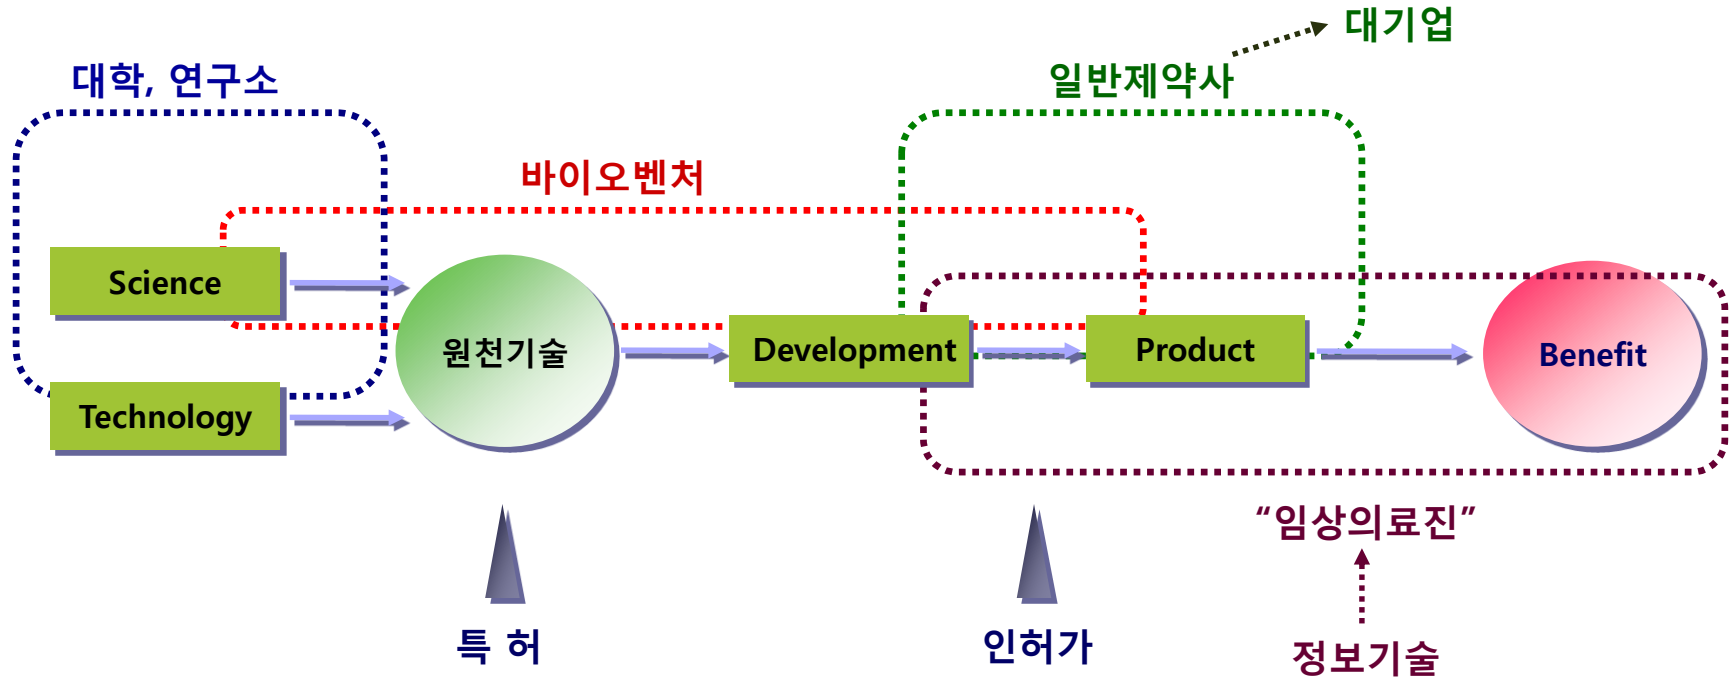 대기업
대학, 연구소
일반제약사
바이오벤처
Science
원천기술
Development
Product
Benefit
Technology
“임상의료진”
특 허
인허가
정보기술